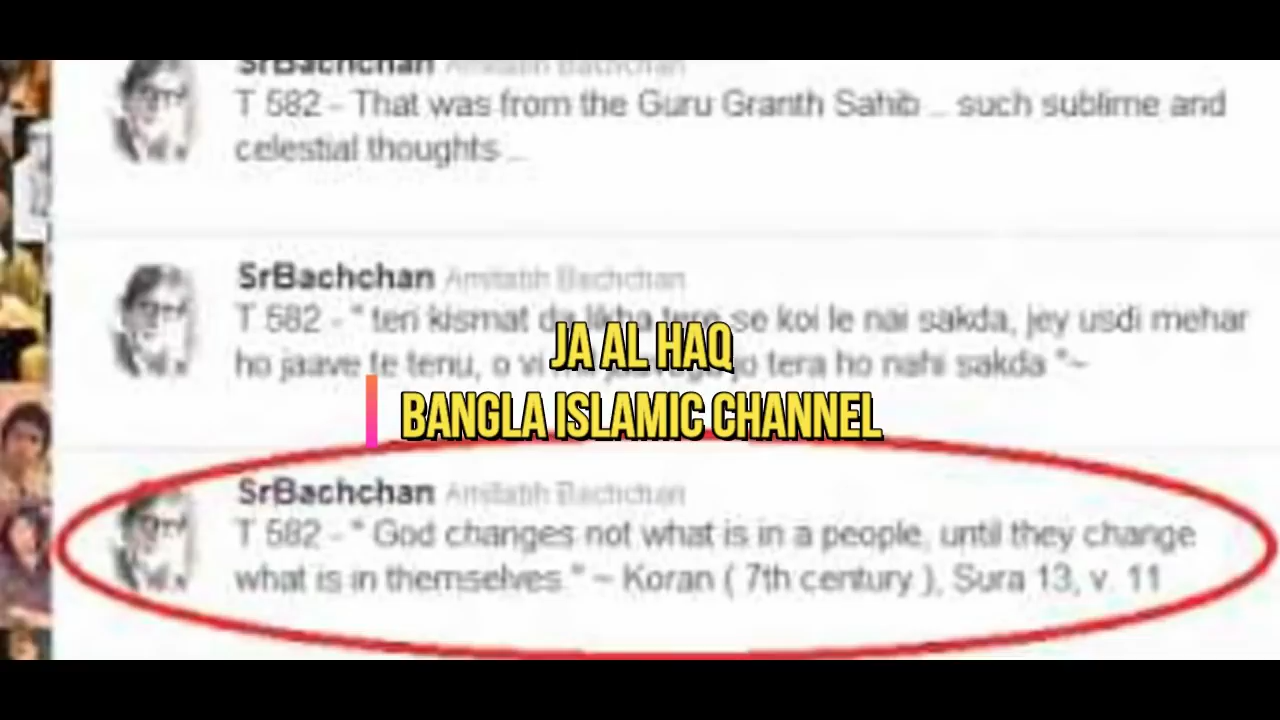 SrBachchan Amitabh Bachchan
T 582 - That was from the Guru Granth Sahib .. such sublime and
celestial thoughts ..
SrBachchan Amitabh Bachchan
T 582 - " teri kismat da likha tere se koi le nai sakda, jey usdi mehar
ho jaave te tenu, o vi jo tera ho nahi sakda "~
JA AL HAQ
BANGLA ISLAMIC CHANNEL
SrBachchan Amitabh Bachchan
T 582 - " God changes not what is in a people, until they change
what is in themselves." ~ Koran ( 7th century ), Sura 13, v. 11